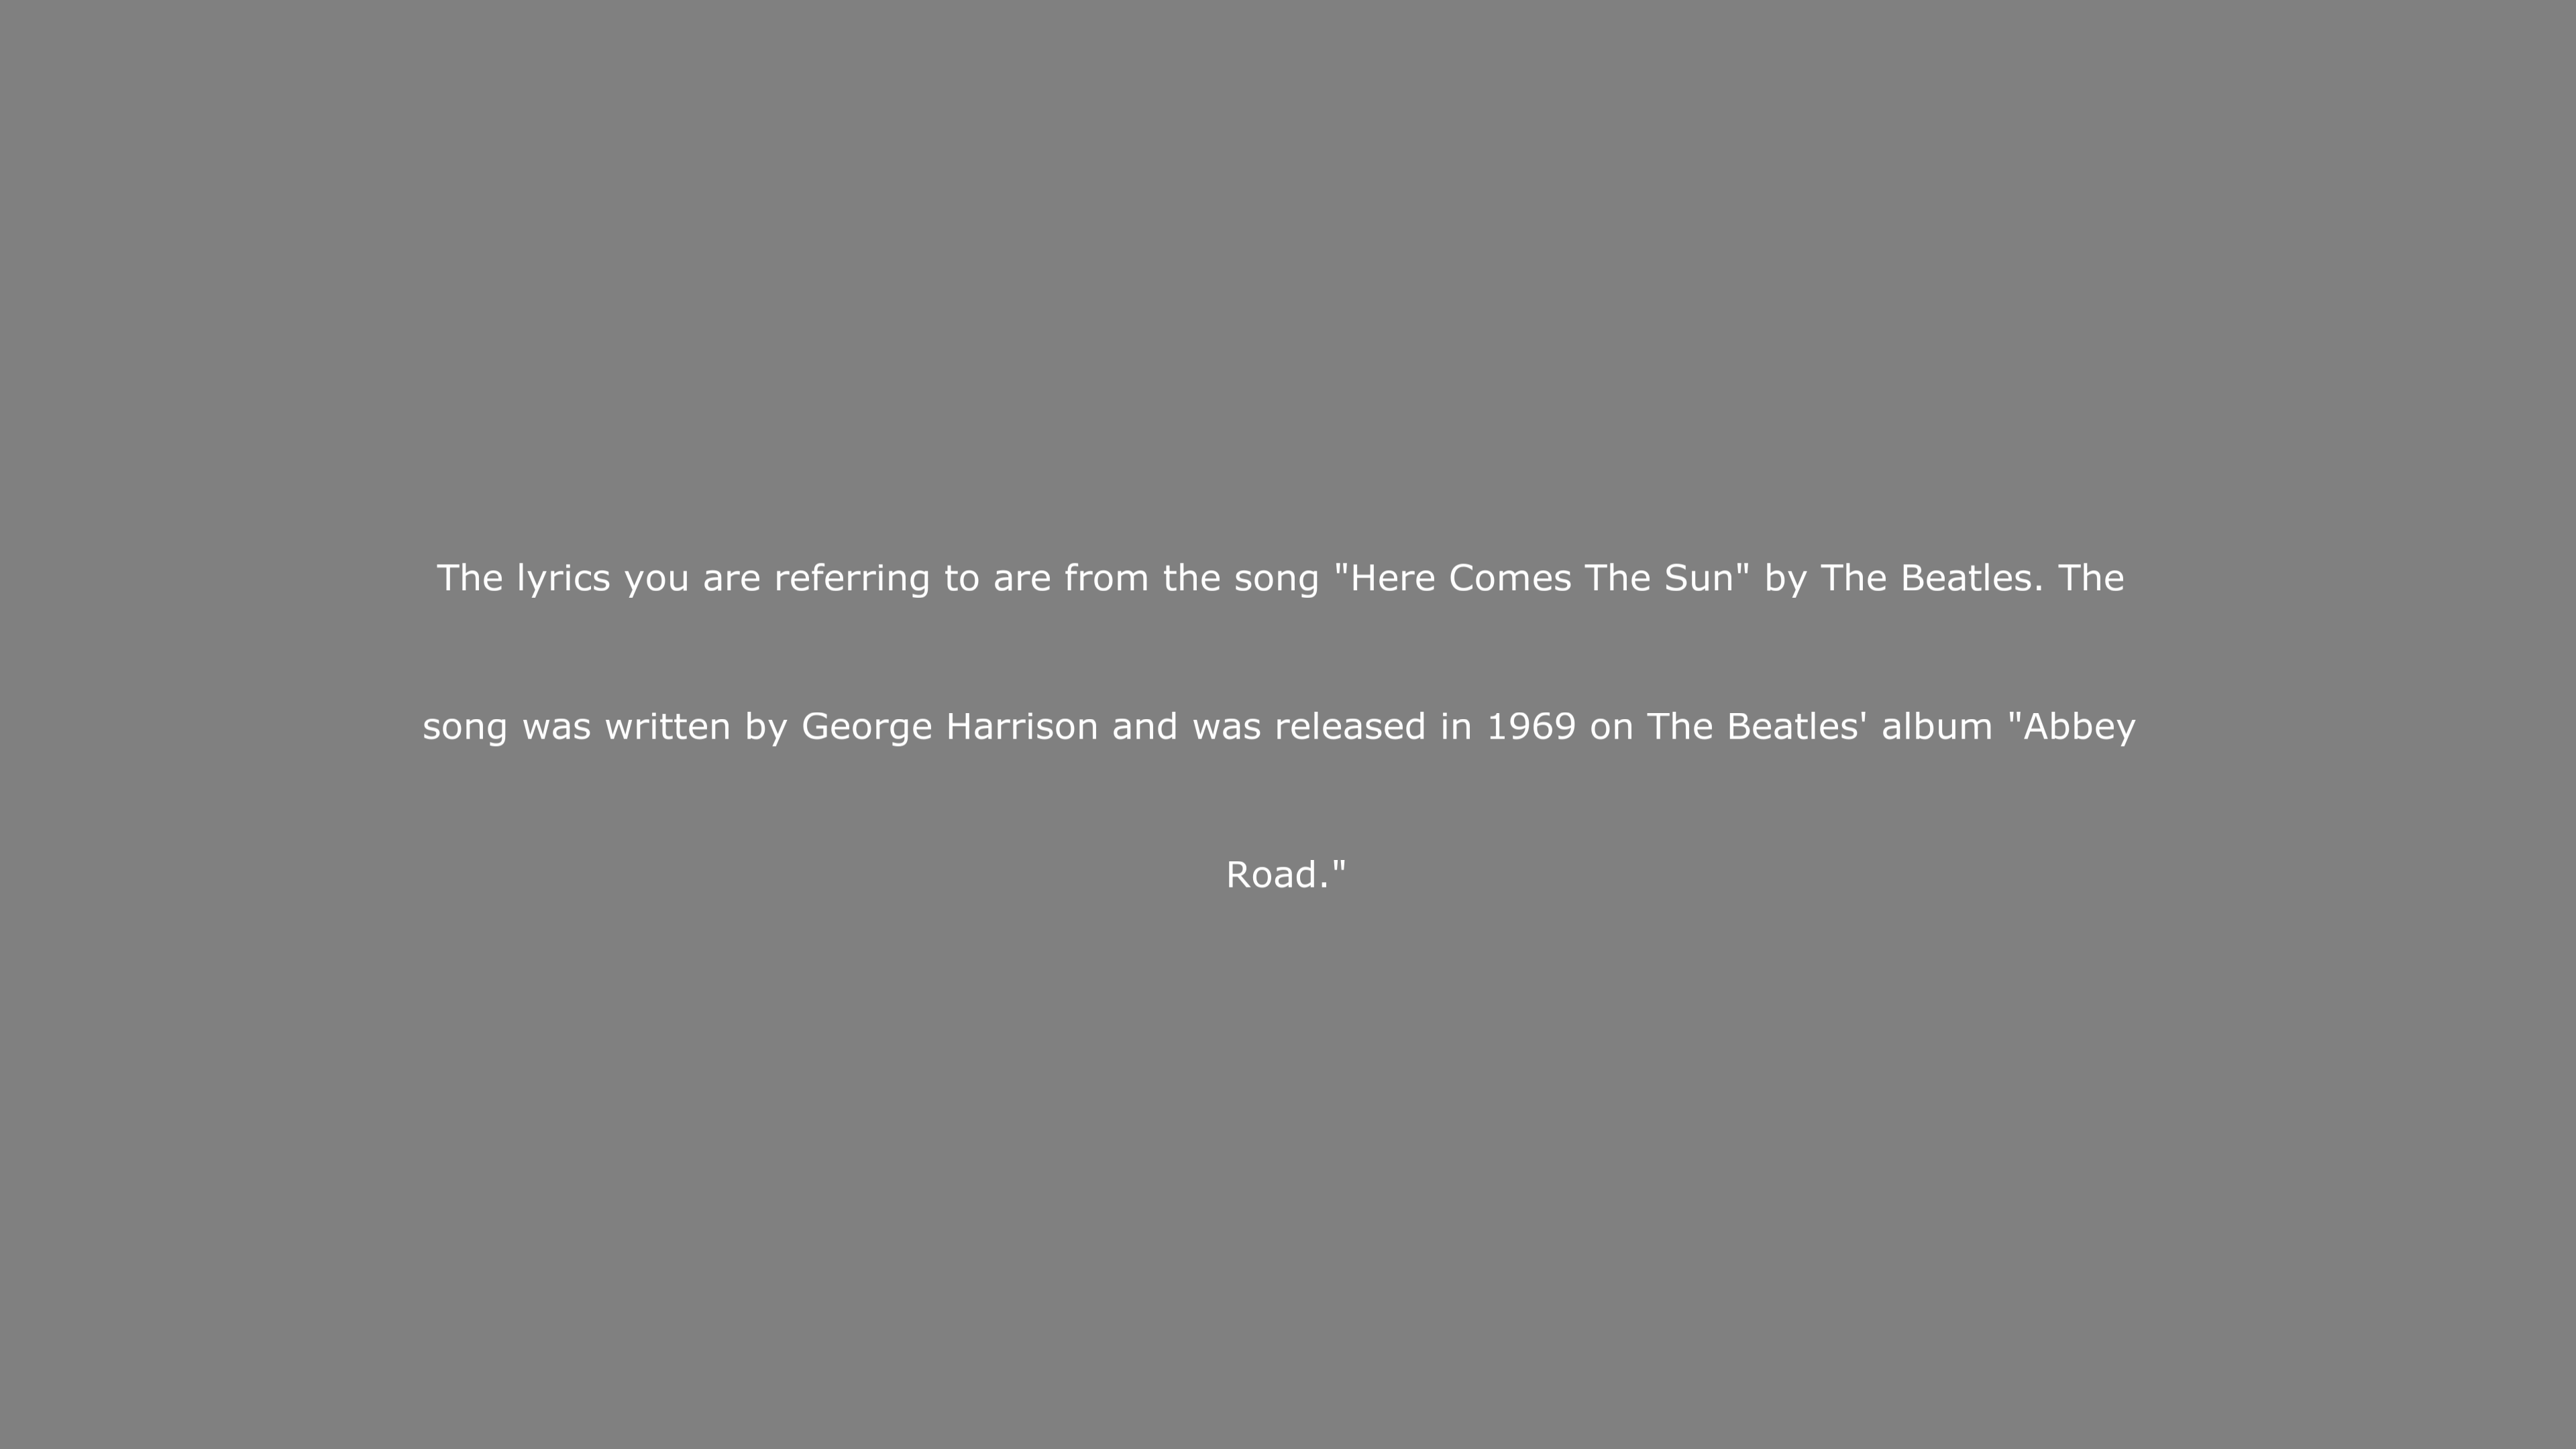 The lyrics you are referring to are from the song "Here Comes The Sun" by The Beatles. The
song was written by George Harrison and was released in 1969 on The Beatles' album "Abbey
Road."